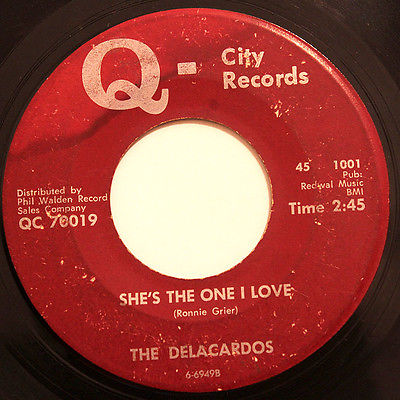 Q-
City
Records
45 1001
Pub:
Redwal Music
BMI
Time 2:45
Distributed by
Phil Walden Record
Sales Company
QC 76019
SHE'S THE ONE I LOVE
(Ronnie Grier)
THE DELACARDOS
6-6949B